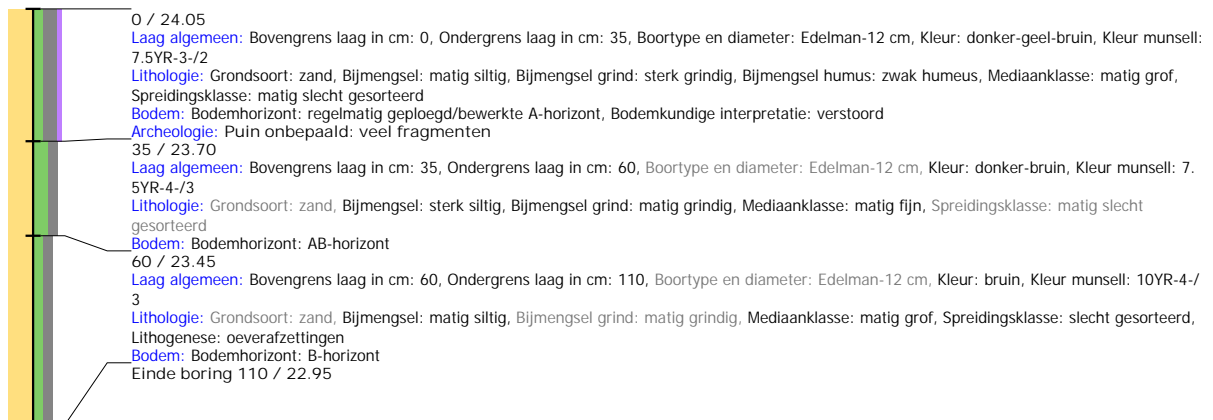 0 / 24.05
Laag algemeen: Bovengrens laag in cm: 0, Ondergrens laag in cm: 35, Boortype en diameter: Edelman-12 cm, Kleur: donker-geel-bruin, Kleur munsell:
7.5YR-3-/2
Lithologie: Grondsoort: zand, Bijmengsel: matig siltig, Bijmengsel grind: sterk grindig, Bijmengsel humus: zwak humeus, Mediaanklasse: matig grof,
Spreidingsklasse: matig slecht gesorteerd
Bodem: Bodemhorizont: regelmatig geploegd/bewerkte A-horizont, Bodemkundige interpretatie: verstoord
Archeologie: Puin onbepaald: veel fragmenten
35 / 23.70
Laag algemeen: Bovengrens laag in cm: 35, Ondergrens laag in cm: 60, Boortype en diameter: Edelman-12 cm, Kleur: donker-bruin, Kleur munsell: 7.
5YR-4-/3
Lithologie: Grondsoort: zand, Bijmengsel: sterk siltig, Bijmengsel grind: matig grindig, Mediaanklasse: matig fijn, Spreidingsklasse: matig slecht
gesorteerd
Bodem: Bodemhorizont: AB-horizont
60 / 23.45
Laag algemeen: Bovengrens laag in cm: 60, Ondergrens laag in cm: 110, Boortype en diameter: Edelman-12 cm, Kleur: bruin, Kleur munsell: 10YR-4-/
3
Lithologie: Grondsoort: zand, Bijmengsel: matig siltig, Bijmengsel grind: matig grindig, Mediaanklasse: matig grof, Spreidingsklasse: slecht gesorteerd,
Lithogenese: oeverafzettingen
Bodem: Bodemhorizont: B-horizont
Einde boring 110 / 22.95